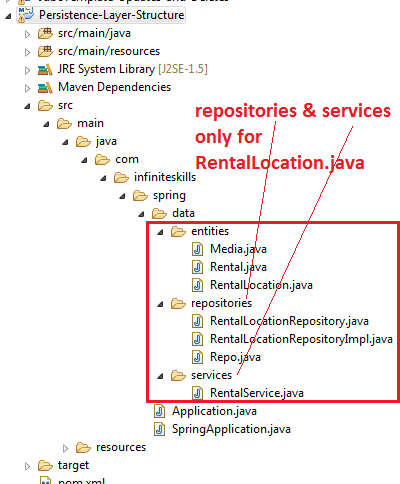 Persistence-Layer-Structure
src/main/java
src/main/resources
JRE System Library [J2SE-1.5]
Maven Dependencies
src
main
java
com
infiniteskills
spring
data
entities
Media.java
Rental.java
RentalLocation.java
repositories
RentalLocationRepository.java
RentalLocationRepositoryImpl.java
Repo.java
services
RentalService.java
Application.java
SpringApplication.java
resources
target
pom.xml
repositories & services
only for
RentalLocation.java